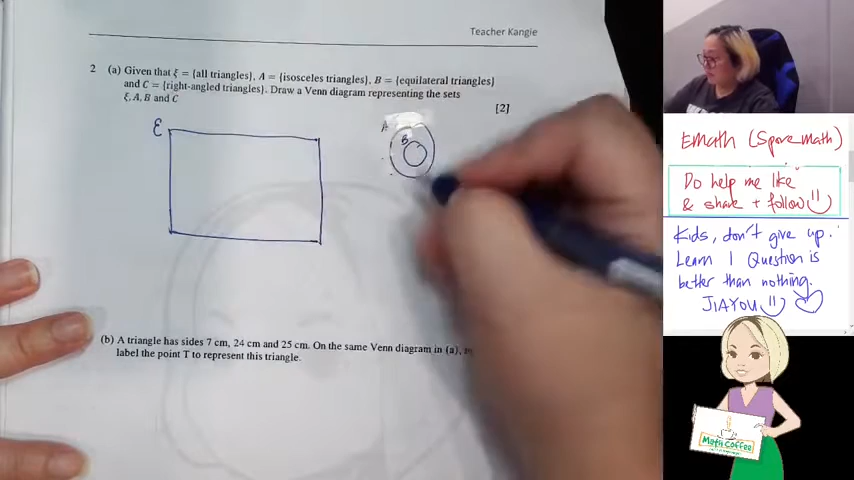 Teacher Kangie
2 (a) Given that ξ = {all triangles}, A = {isosceles triangles}, B = {equilateral triangles}
and C = {right-angled triangles}. Draw a Venn diagram representing the sets
ξ, A, B and C
[2]
ξ
A
B
(b) A triangle has sides 7 cm, 24 cm and 25 cm. On the same Venn diagram in (a),
label the point T to represent this triangle.
Emath (Spore math)
Do help me like
& share + follow
Kids, don't give up.
Learn 1 Question is
better than nothing.
JIAYOU
Math Coffee